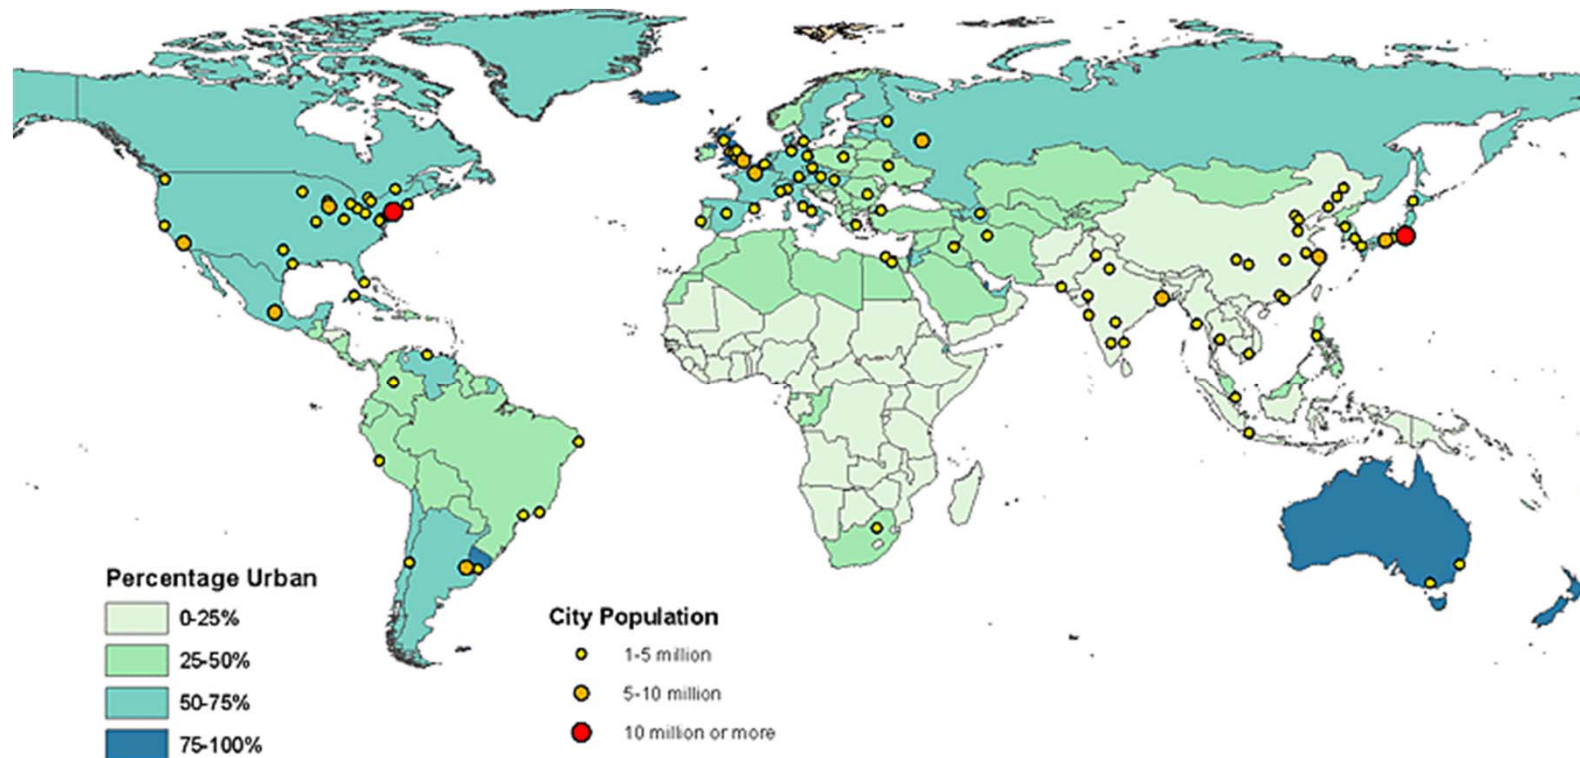 Percentage Urban
0-25%
25-50%
50-75%
75-100%
City Population
1-5 million
5-10 million
10 million or more